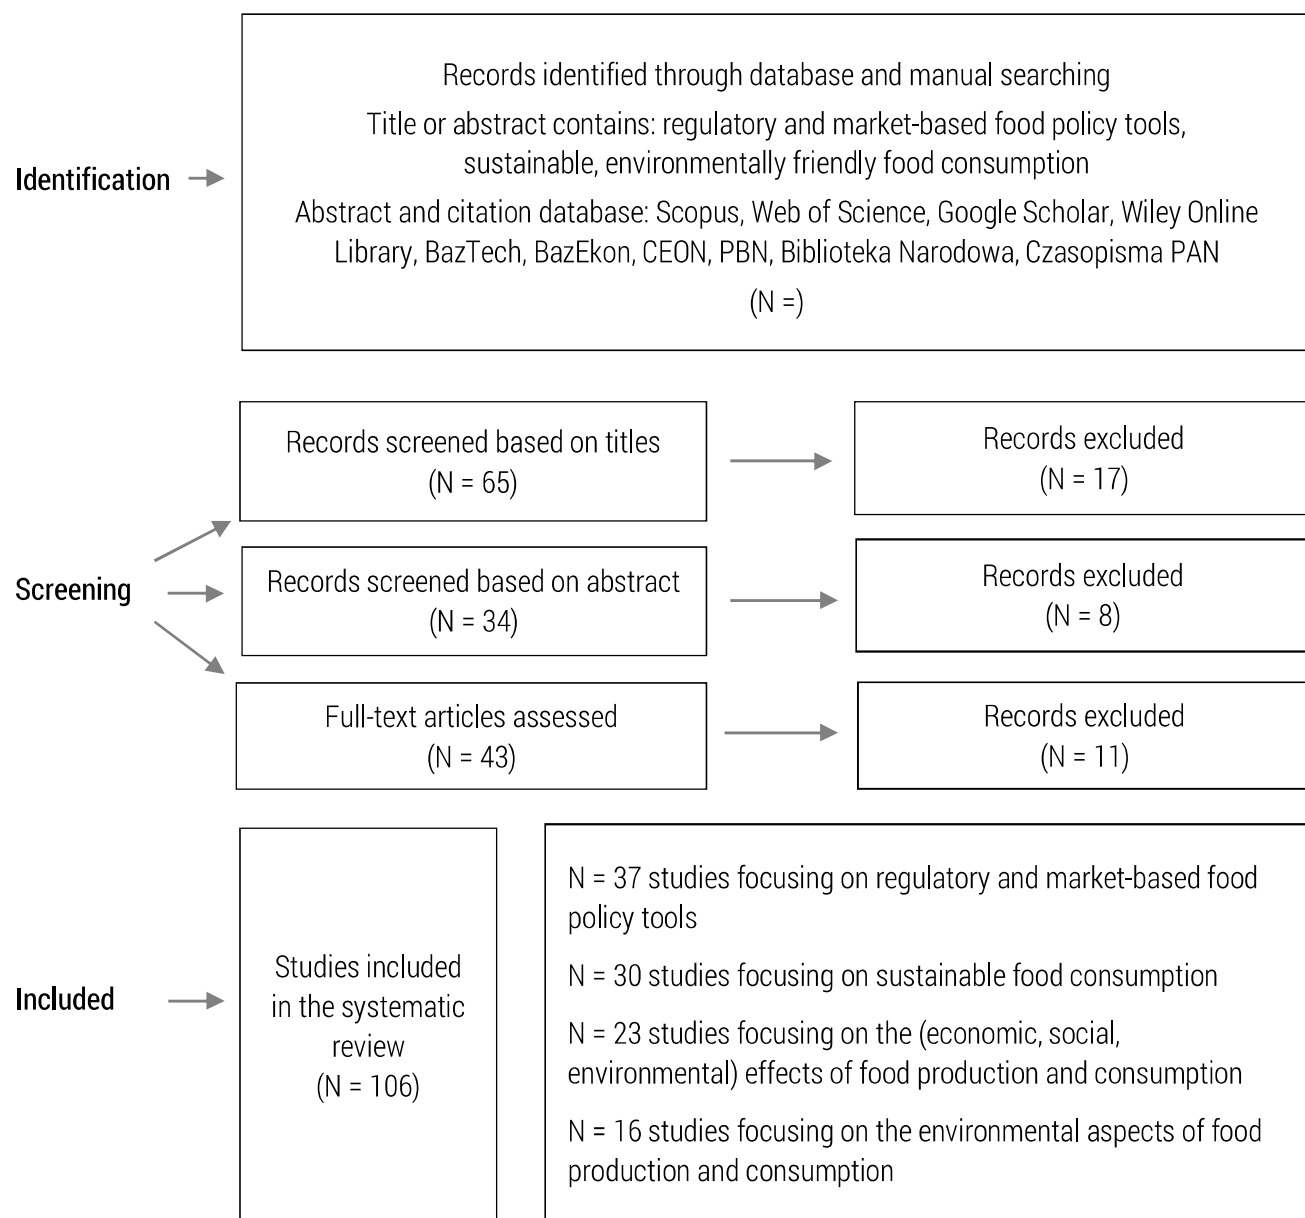 Records identified through database and manual searching
Title or abstract contains: regulatory and market-based food policy tools,
sustainable, environmentally friendly food consumption
Identification
Abstract and citation database: Scopus, Web of Science, Google Scholar, Wiley Online
Library, BazTech, BazEkon, CEON, PBN, Biblioteka Narodowa, Czasopisma PAN
(N =)
Records screened based on titles
(N = 65)
Records excluded
(N = 17)
Screening
Records screened based on abstract
(N = 34)
Records excluded
(N = 8)
Full-text articles assessed
(N = 43)
Records excluded
(N = 11)
Included
Studies included
in the systematic
review
(N = 106)
N = 37 studies focusing on regulatory and market-based food
policy tools
N = 30 studies focusing on sustainable food consumption
N = 23 studies focusing on the (economic, social,
environmental) effects of food production and consumption
N = 16 studies focusing on the environmental aspects of food
production and consumption